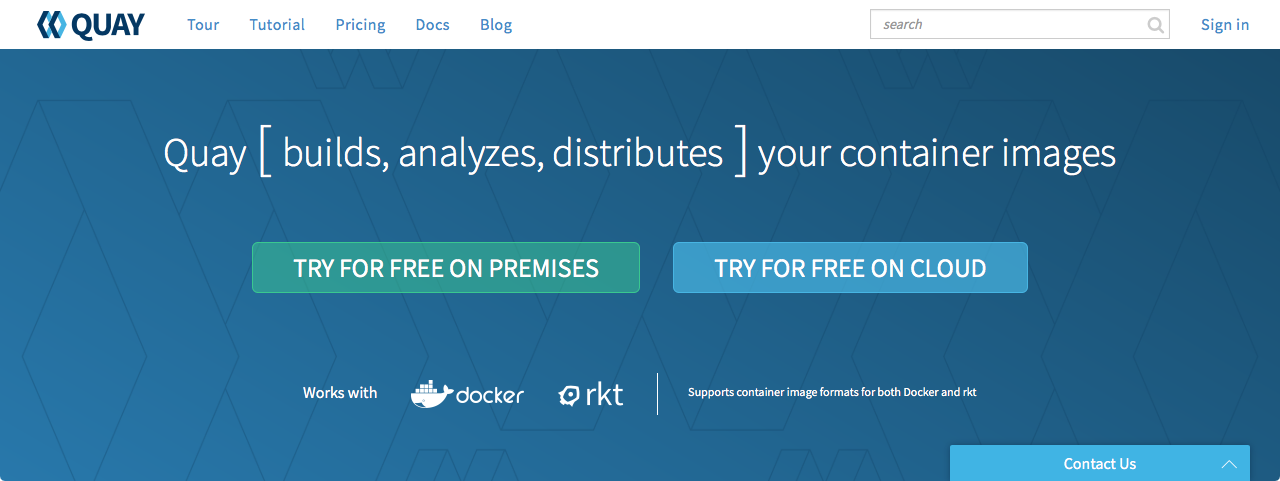 QUAY Tour Tutorial Pricing Docs Blog search Sign in
Quay [ builds, analyzes, distributes ] your container images
TRY FOR FREE ON PREMISES TRY FOR FREE ON CLOUD
Works with docker rkt Supports container image formats for both Docker and rkt
Contact Us